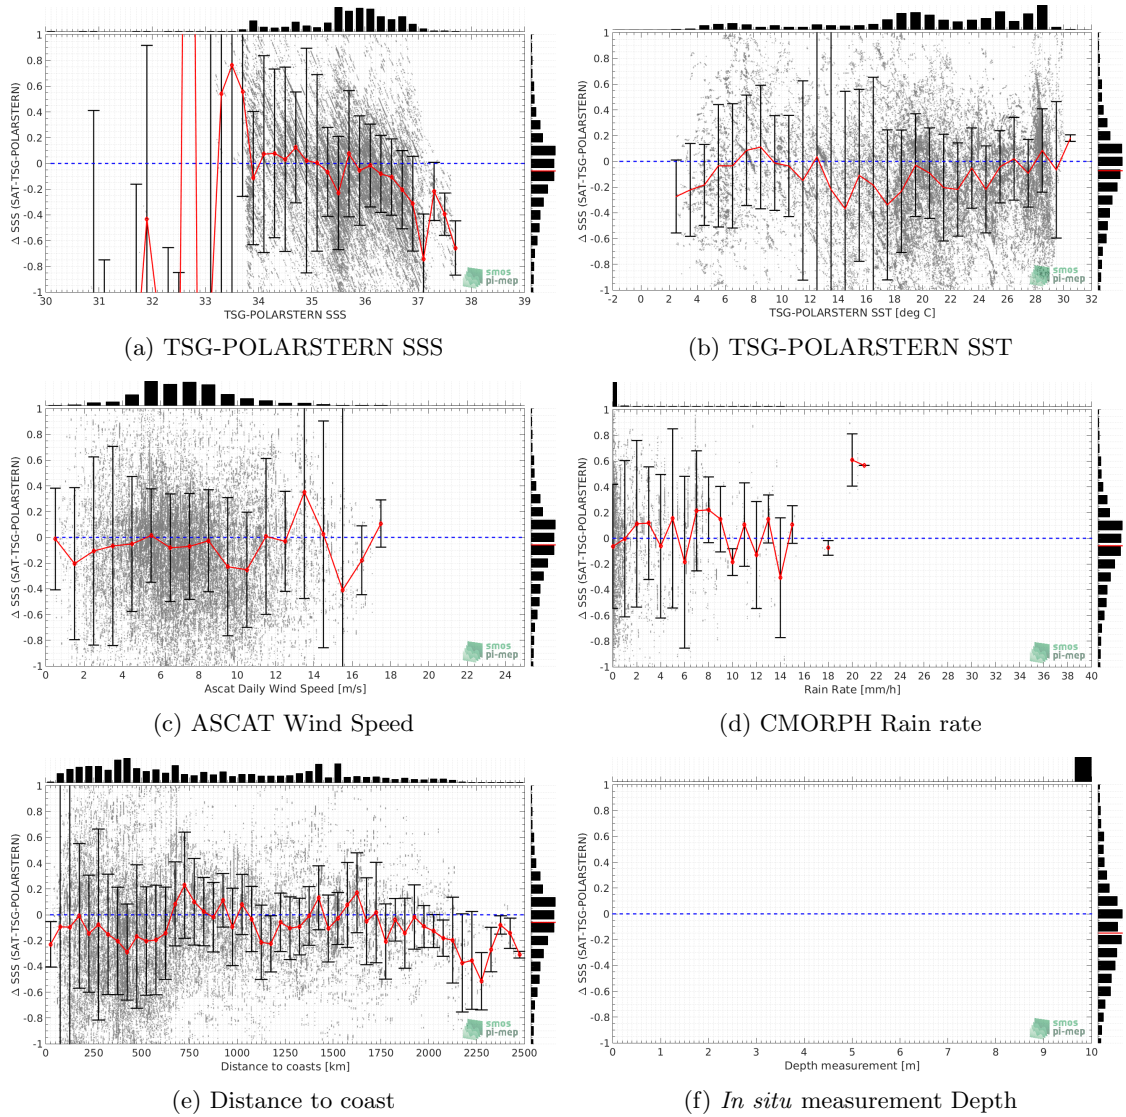 1
0.8
0.6
0.4
0.2
0
-0.2
-0.4
-0.6
-0.8
-1
Δ SSS (SAT-TSG-POLARSTERN)
30 31 32 33 34 35 36 37 38 39
TSG-POLARSTERN SSS
smos
pi-mep
(a) TSG-POLARSTERN SSS
1
0.8
0.6
0.4
0.2
0
-0.2
-0.4
-0.6
-0.8
-1
Δ SSS (SAT-TSG-POLARSTERN)
-2 0 2 4 6 8 10 12 14 16 18 20 22 24 26 28 30 32
TSG-POLARSTERN SST [deg C]
smos
pi-mep
(b) TSG-POLARSTERN SST
1
0.8
0.6
0.4
0.2
0
-0.2
-0.4
-0.6
-0.8
-1
Δ SSS (SAT-TSG-POLARSTERN)
0 2 4 6 8 10 12 14 16 18 20 22 24
Ascat Daily Wind Speed [m/s]
smos
pi-mep
(c) ASCAT Wind Speed
1
0.8
0.6
0.4
0.2
0
-0.2
-0.4
-0.6
-0.8
-1
Δ SSS (SAT-TSG-POLARSTERN)
0 2 4 6 8 10 12 14 16 18 20 22 24 26 28 30 32 34 36 38 40
Rain Rate [mm/h]
smos
pi-mep
(d) CMORPH Rain rate
1
0.8
0.6
0.4
0.2
0
-0.2
-0.4
-0.6
-0.8
-1
Δ SSS (SAT-TSG-POLARSTERN)
0 250 500 750 1000 1250 1500 1750 2000 2250 2500
Distance to coasts [km]
smos
pi-mep
(e) Distance to coast
1
0.8
0.6
0.4
0.2
0
-0.2
-0.4
-0.6
-0.8
-1
Δ SSS (SAT-TSG-POLARSTERN)
0 1 2 3 4 5 6 7 8 9 10
Depth measurement [m]
smos
pi-mep
(f) In situ measurement Depth